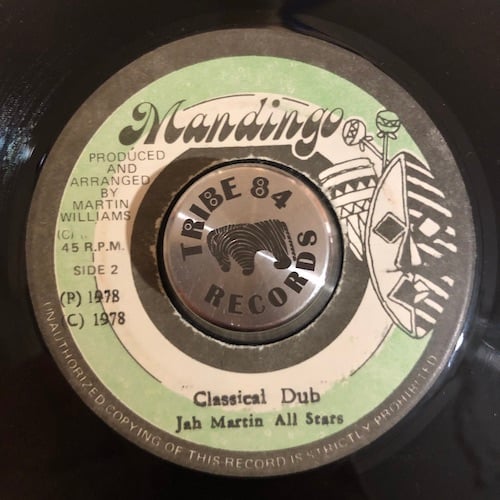 Mandingo
PRODUCED
AND
ARRANGED
BY
MARTIN
WILLIAMS
(C)
45 R.P.M.
SIDE 2
(P) 1978
(C) 1978
TRIBE 84
RECORDS
Classical Dub
Jah Martin All Stars
UNAUTHORIZED COPYING OF THIS RECORD IS STRICTLY PROHIBITED